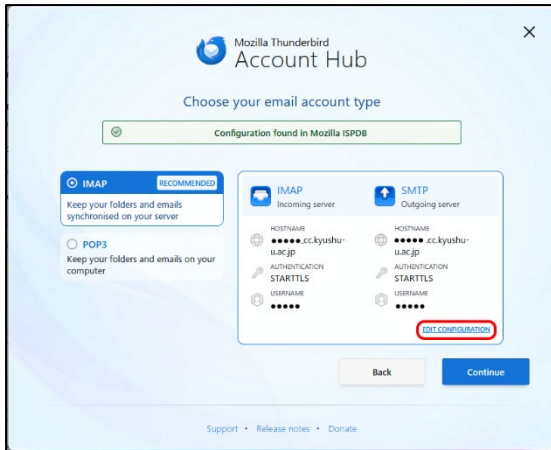 Mozilla Thunderbird
Account Hub
Choose your email account type
Configuration found in Mozilla ISPDB
IMAP
RECOMMENDED
Keep your folders and emails
synchronised on your server
POP3
Keep your folders and emails on your
computer
IMAP
Incoming server
HOSTNAME
●●●●●.cc.kyushu-
u.ac.jp
AUTHENTICATION
STARTTLS
USERNAME
●●●●●
SMTP
Outgoing server
HOSTNAME
●●●●● .cc.kyushu-
u.ac.jp
AUTHENTICATION
STARTTLS
USERNAME
●●●●●
EDIT CONFIGURATION
Back
Continue
Support · Release notes · Donate